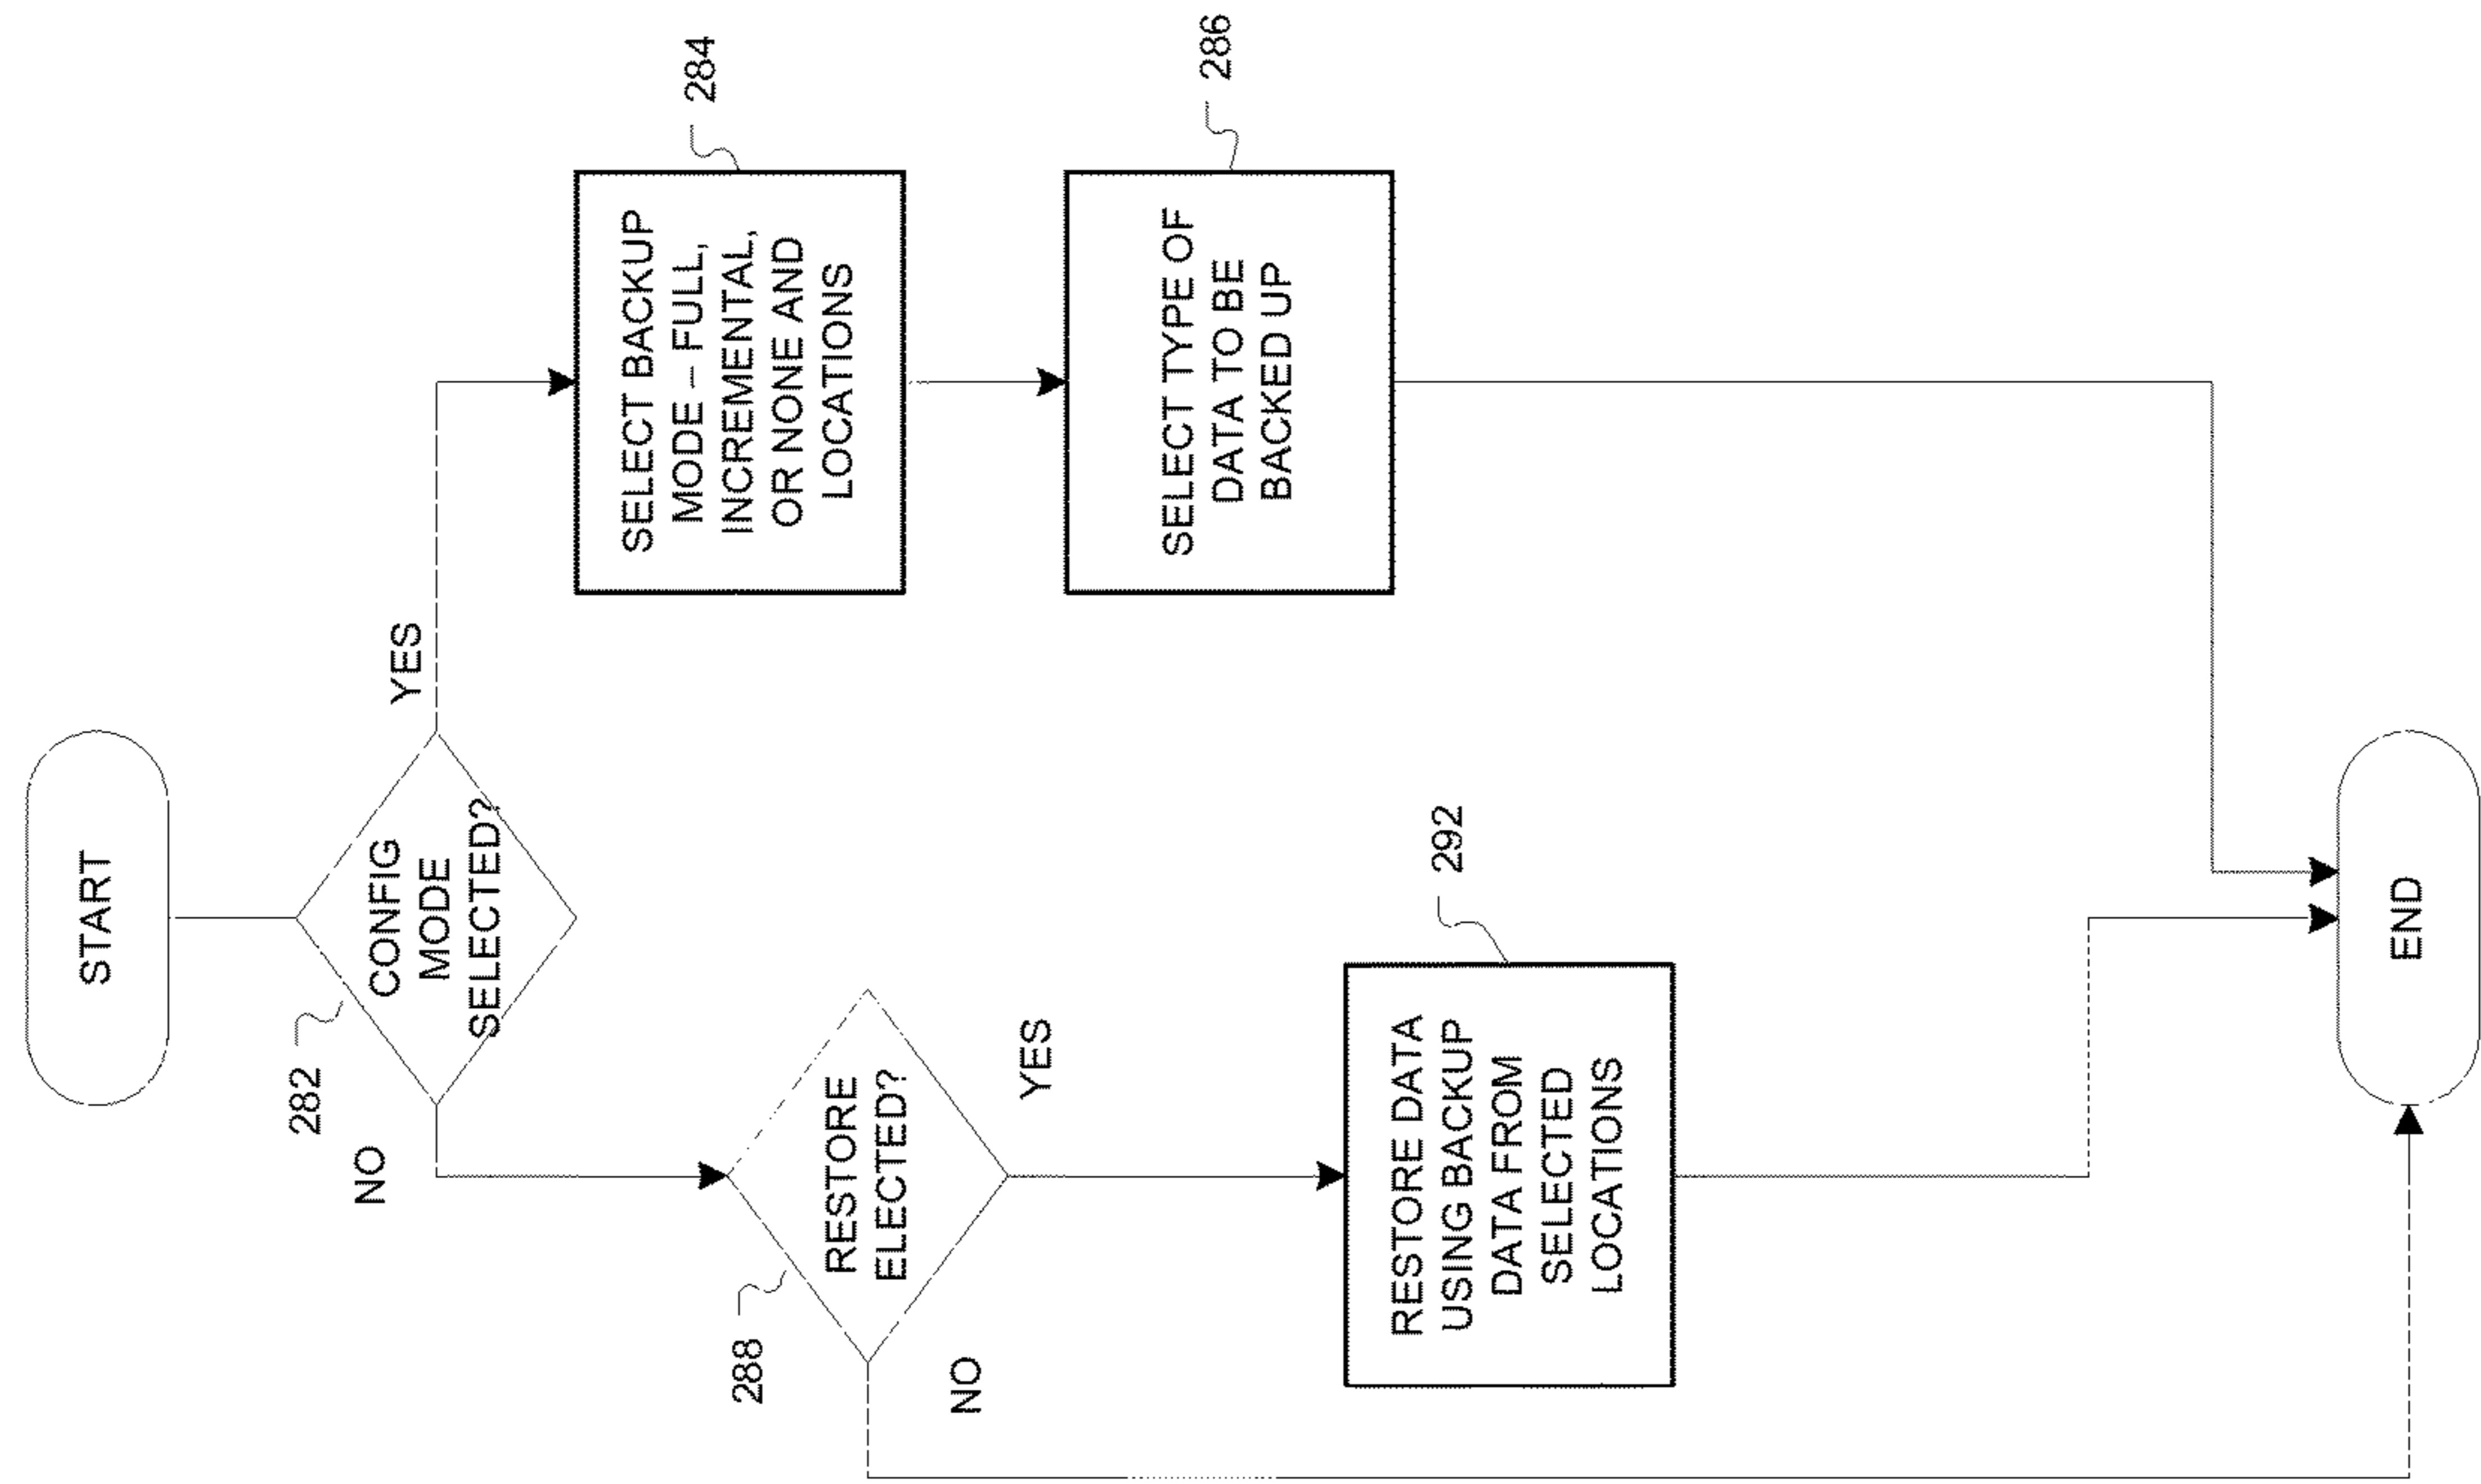 START
CONFIG
MODE
SELECTED?
282
YES
NO
SELECT BACKUP
MODE – FULL,
INCREMENTAL,
OR NONE AND
LOCATIONS
284
SELECT TYPE OF
DATA TO BE
BACKED UP
286
RESTORE
ELECTED?
288
YES
NO
RESTORE DATA
USING BACKUP
DATA FROM
SELECTED
LOCATIONS
292
END